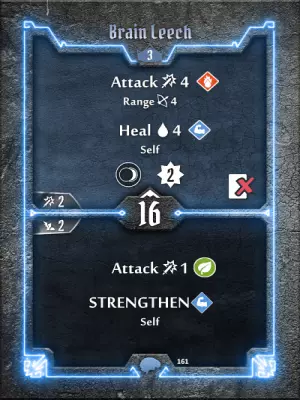 Brain Leech
3
Attack 4
Range 4
Heal 4
Self
2
2
16
2
Attack 1
STRENGTHEN
Self
161